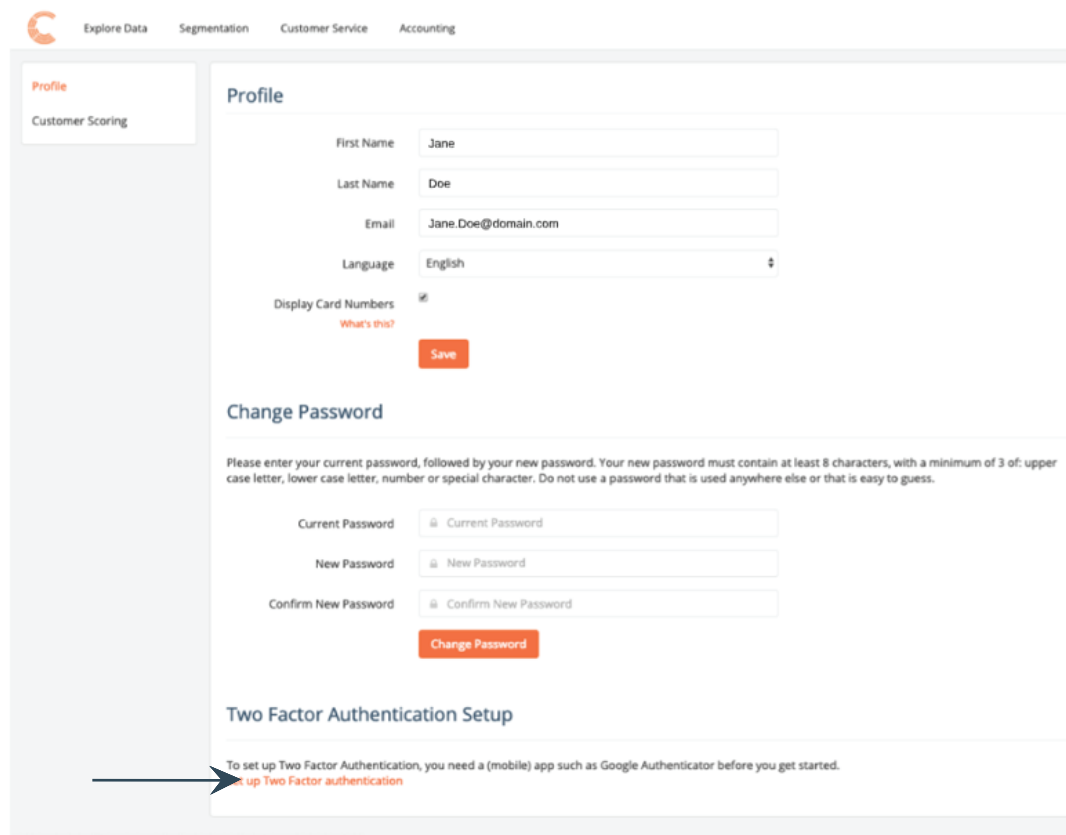 Explore Data Segmentation Customer Service Accounting
Profile
Customer Scoring
Profile
First Name Jane
Last Name Doe
Email Jane.Doe@domain.com
Language English
Display Card Numbers
What's this?
Save
Change Password
Please enter your current password, followed by your new password. Your new password must contain at least 8 characters, with a minimum of 3 of: upper
case letter, lower case letter, number or special character. Do not use a password that is used anywhere else or that is easy to guess.
Current Password Current Password
New Password New Password
Confirm New Password Confirm New Password
Change Password
Two Factor Authentication Setup
To set up Two Factor Authentication, you need a (mobile) app such as Google Authenticator before you get started.
up Two Factor authentication